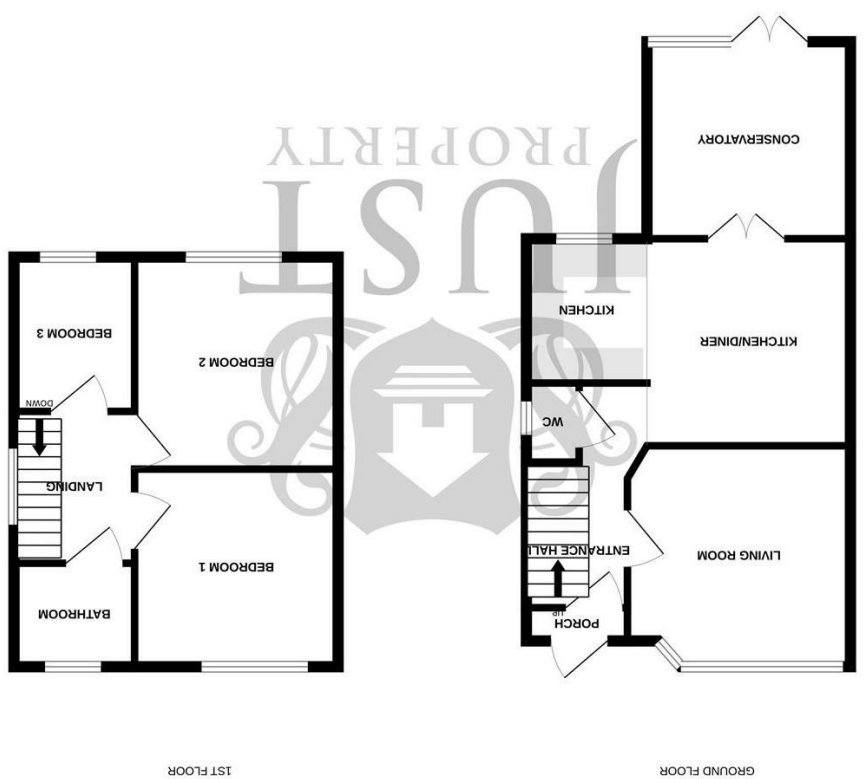 GROUND FLOOR
1ST FLOOR
PORCH
UP
ENTRANCE HALL
LIVING ROOM
WC
KITCHEN/DINER
KITCHEN
CONSERVATORY
BATHROOM
BEDROOM 1
LANDING
DOWN
BEDROOM 2
BEDROOM 3
JUST
PROPERTY